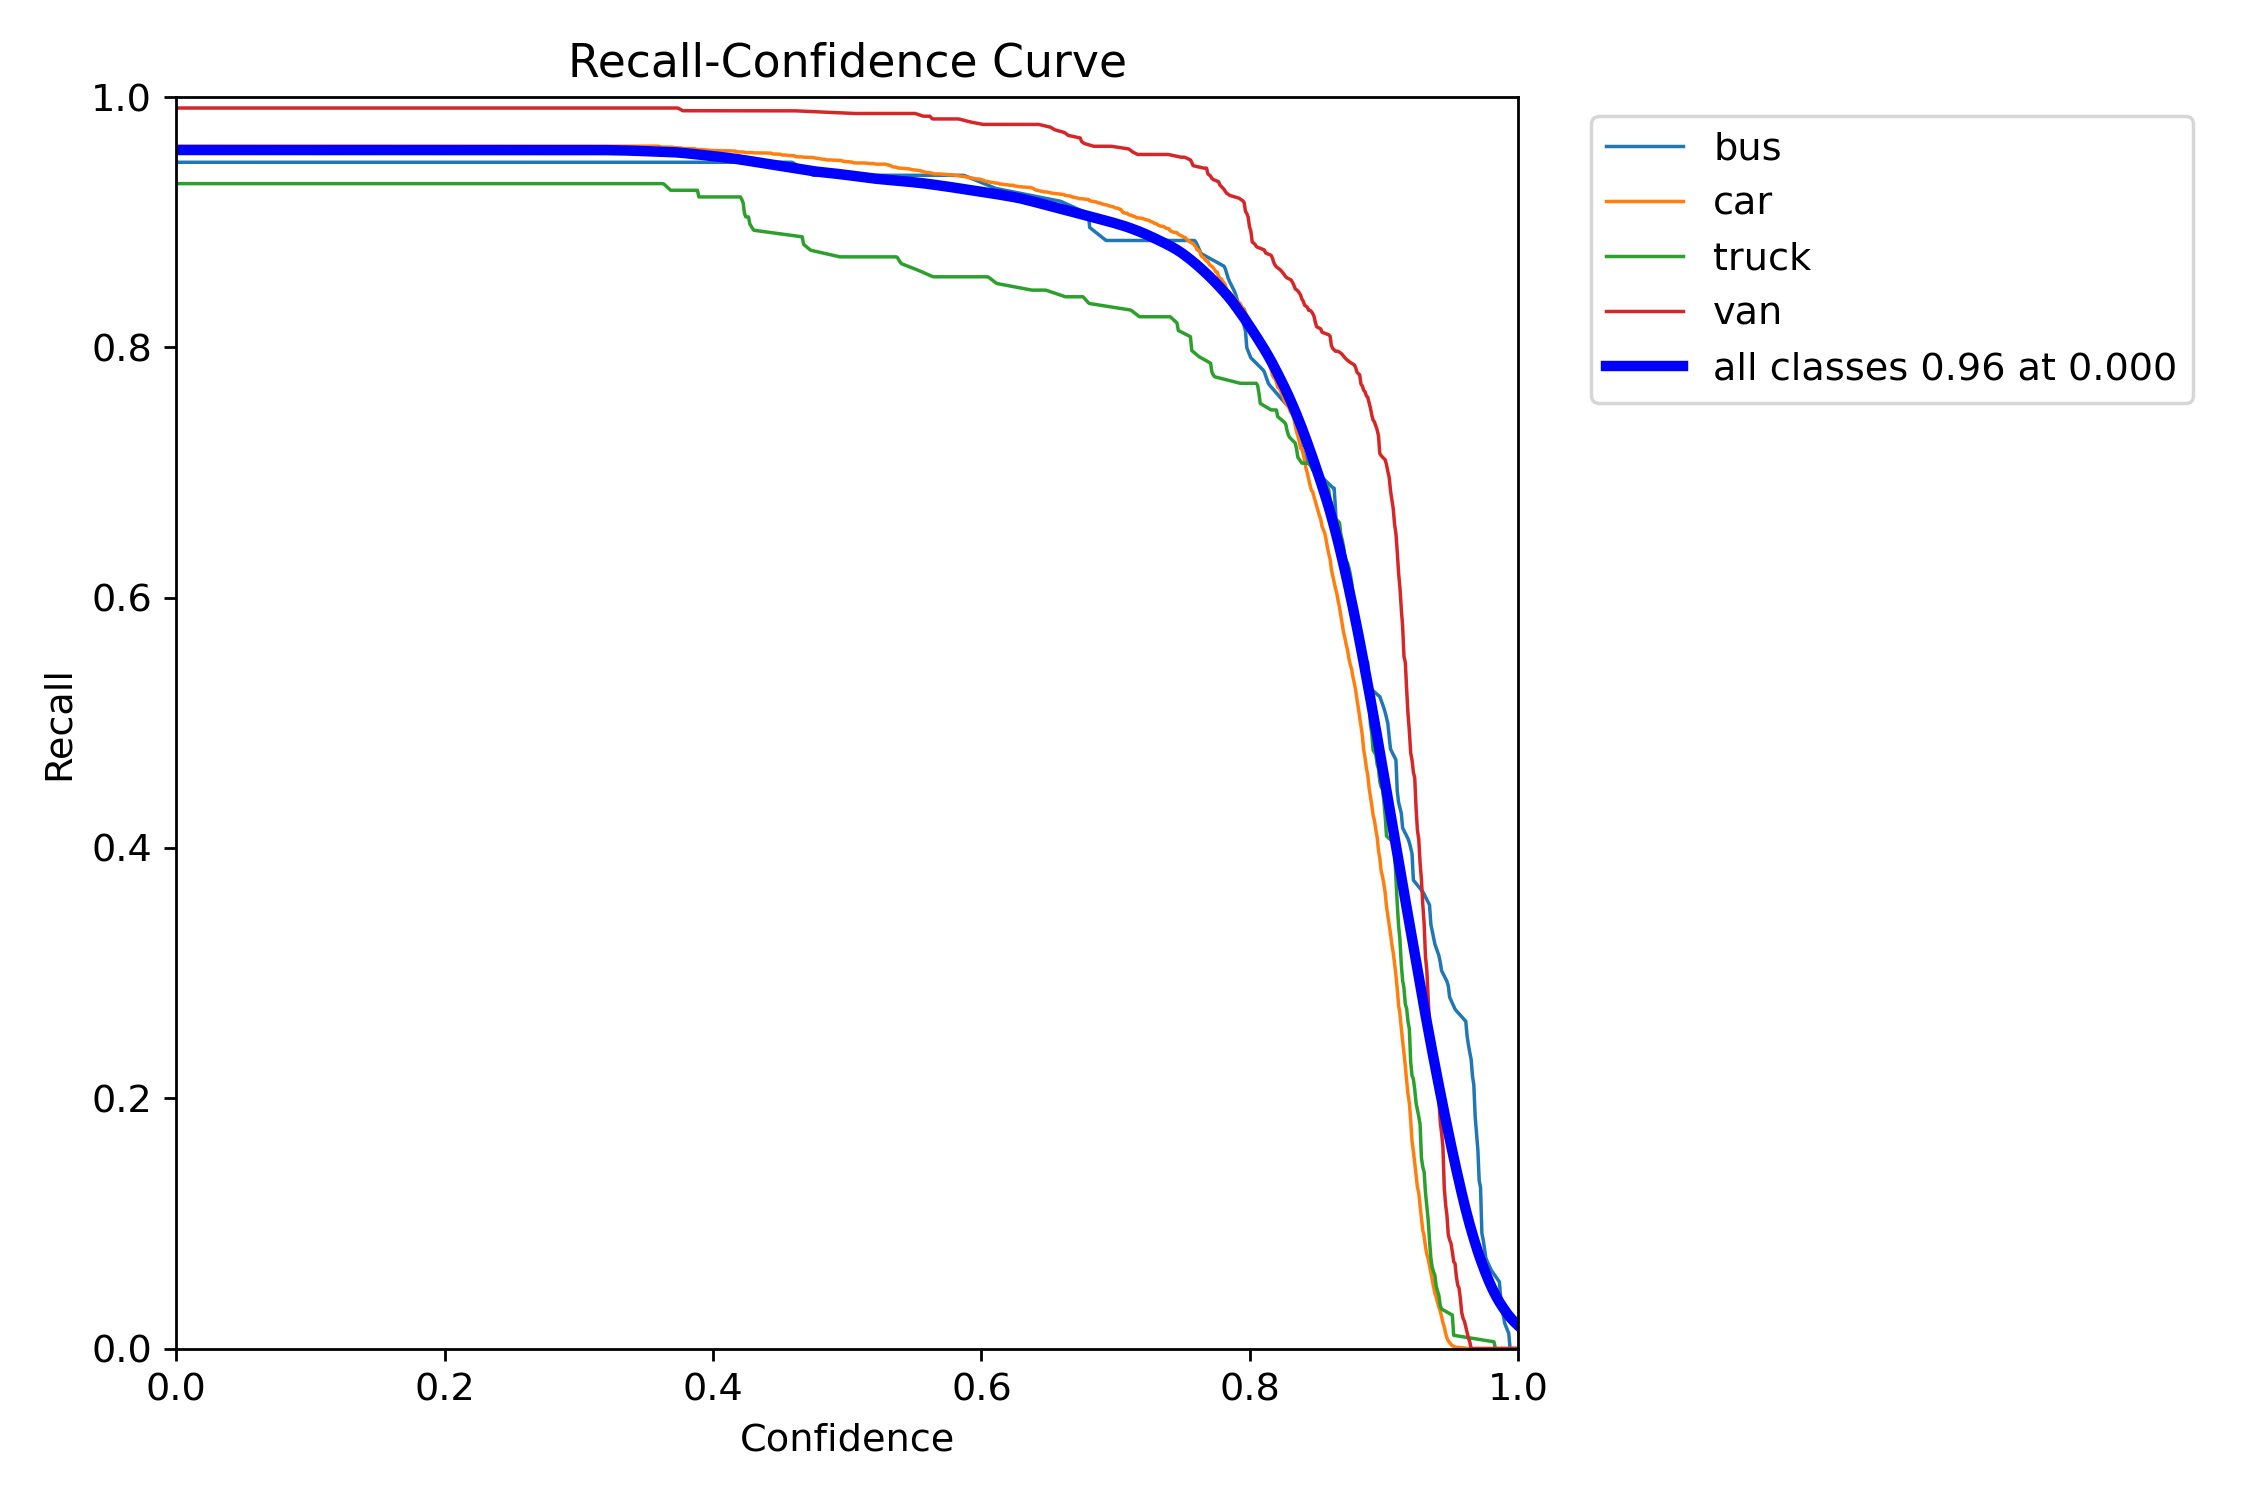 Recall-Confidence Curve
1.0
0.8
0.6
0.4
0.2
0.0
Recall
0.0 0.2 0.4 0.6 0.8 1.0
Confidence
bus
car
truck
van
all classes 0.96 at 0.000